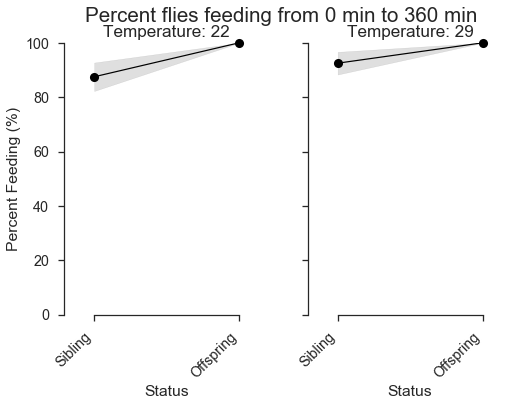 Percent flies feeding from 0 min to 360 min
Temperature: 22
Temperature: 29
Percent Feeding (%)
100
80
60
40
20
0
Sibling
Offspring
Sibling
Offspring
Status
Status